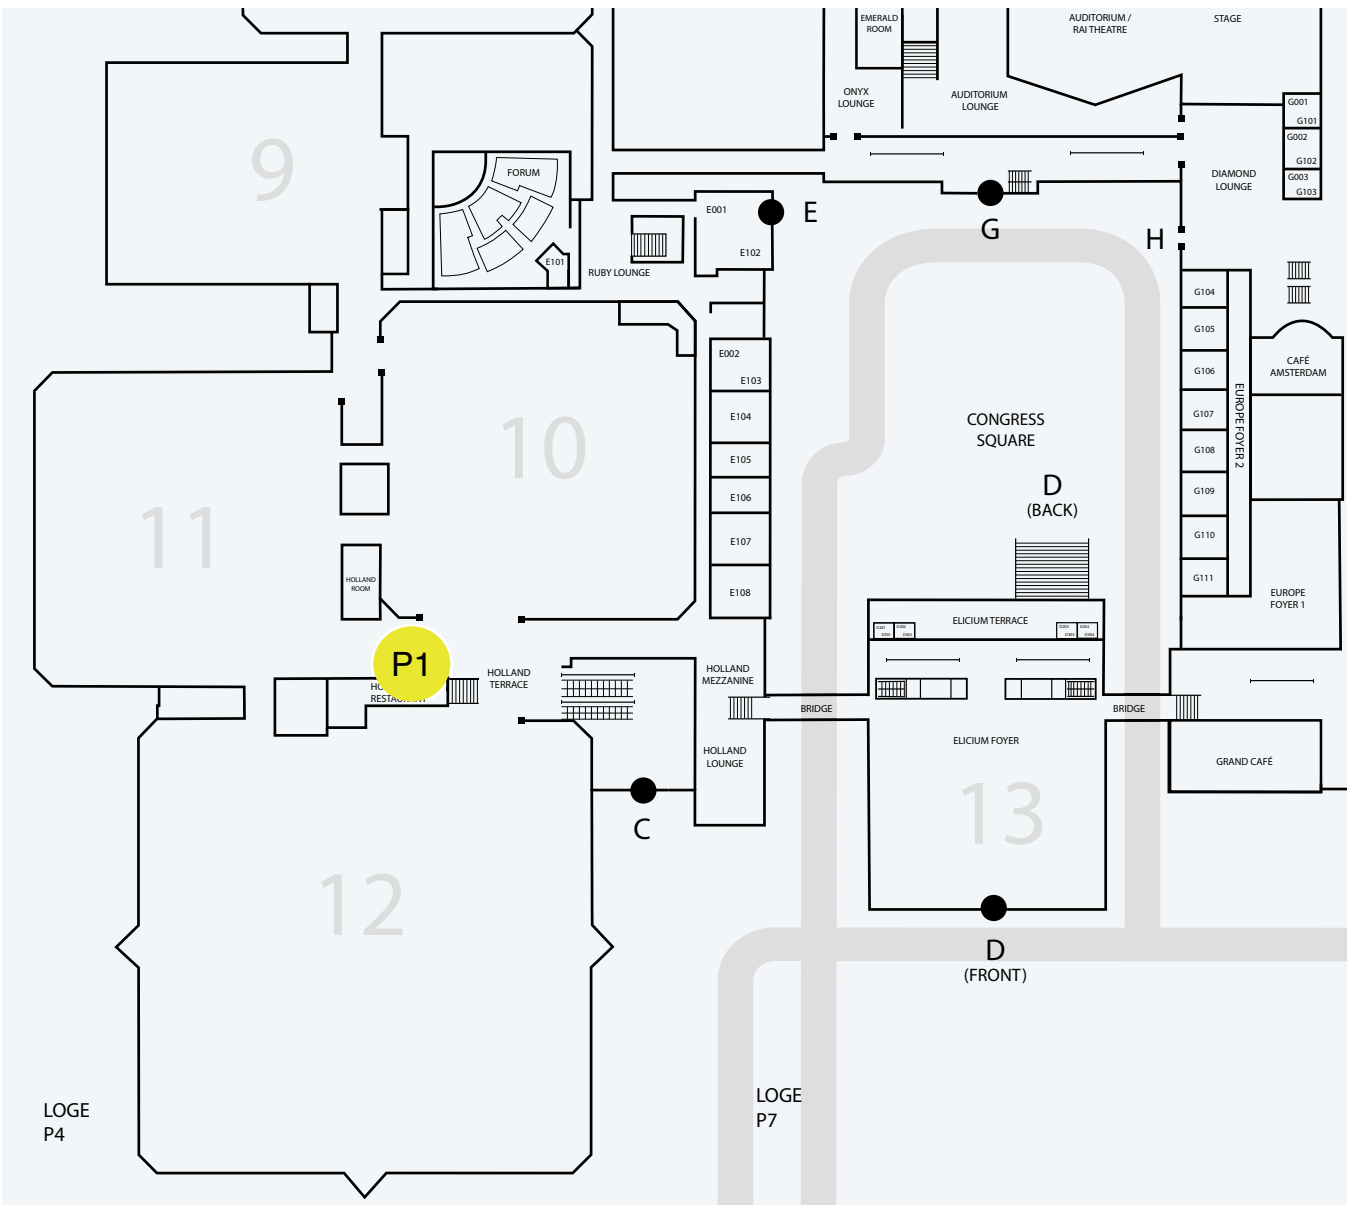 EMERALD
ROOM
AUDITORIUM /
RAI THEATRE
STAGE
ONYX
LOUNGE
AUDITORIUM
LOUNGE
G001
G101
G002
G102
G003
G103
DIAMOND
LOUNGE
9
FORUM
E001
E
E102
G
H
E101
RUBY LOUNGE
G104
G105
G106
G107
G108
G109
G110
G111
EUROPE FOYER 2
CAFÉ
AMSTERDAM
EUROPE
FOYER 1
E002
E103
E104
E105
E106
E107
E108
10
11
CONGRESS
SQUARE
D
(BACK)
HOLLAND
ROOM
P1
HOLLAND
TERRACE
HOLLAND
MEZZANINE
ELICIUM TERRACE
BRIDGE
BRIDGE
ELICIUM FOYER
HOLLAND
LOUNGE
GRAND CAFÉ
13
C
12
D
(FRONT)
LOGE
P4
LOGE
P7